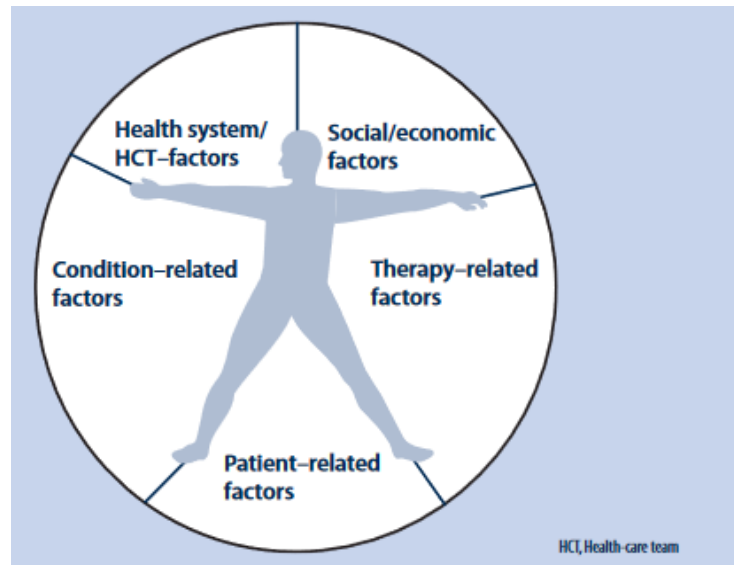 Health system/
HCT–factors
Social/economic
factors
Condition–related
factors
Therapy–related
factors
Patient–related
factors
HCT, Health-care team